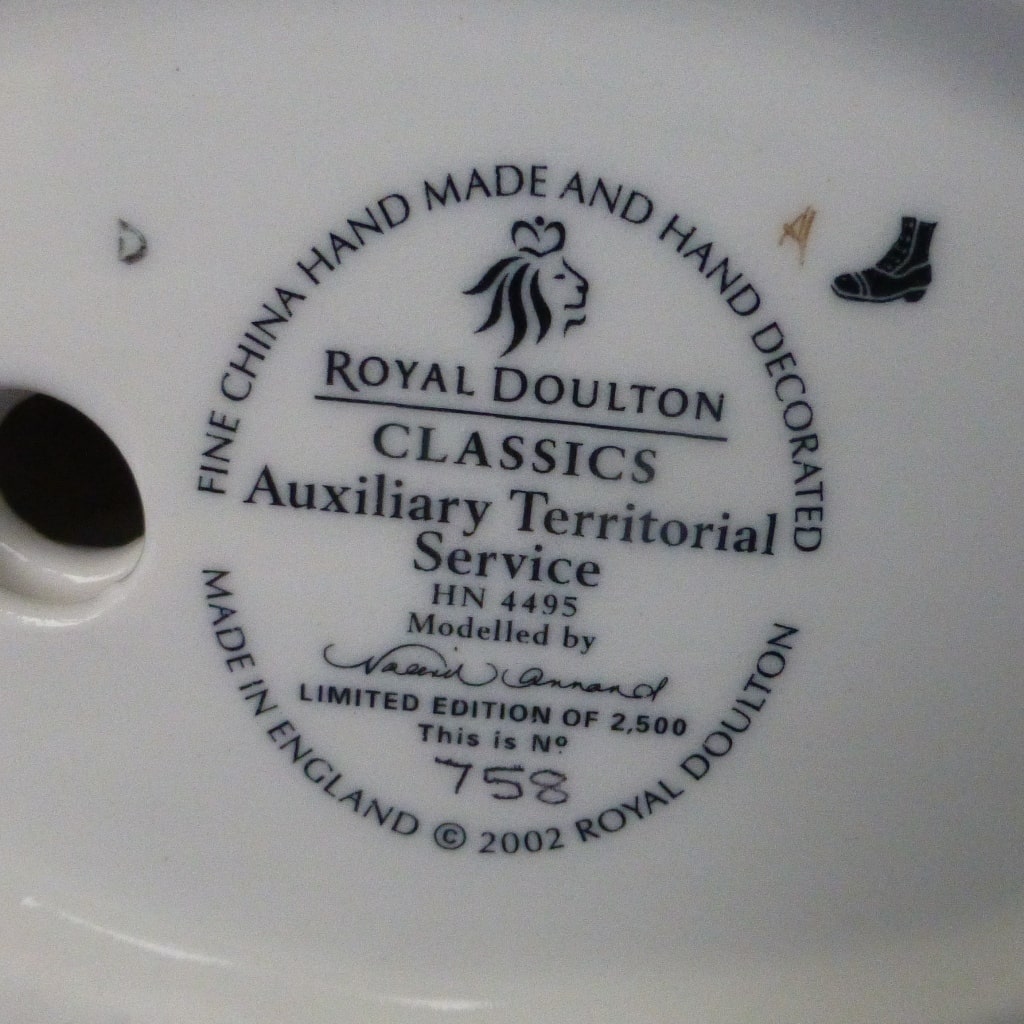 FINE CHINA HAND MADE AND HAND DECORATED
ROYAL DOULTON
CLASSICS
Auxiliary Territorial
Service
HN 4495
Modelled by
LIMITED EDITION OF 2,500
This is Nº
758
MADE IN ENGLAND © 2002 ROYAL DOULTON